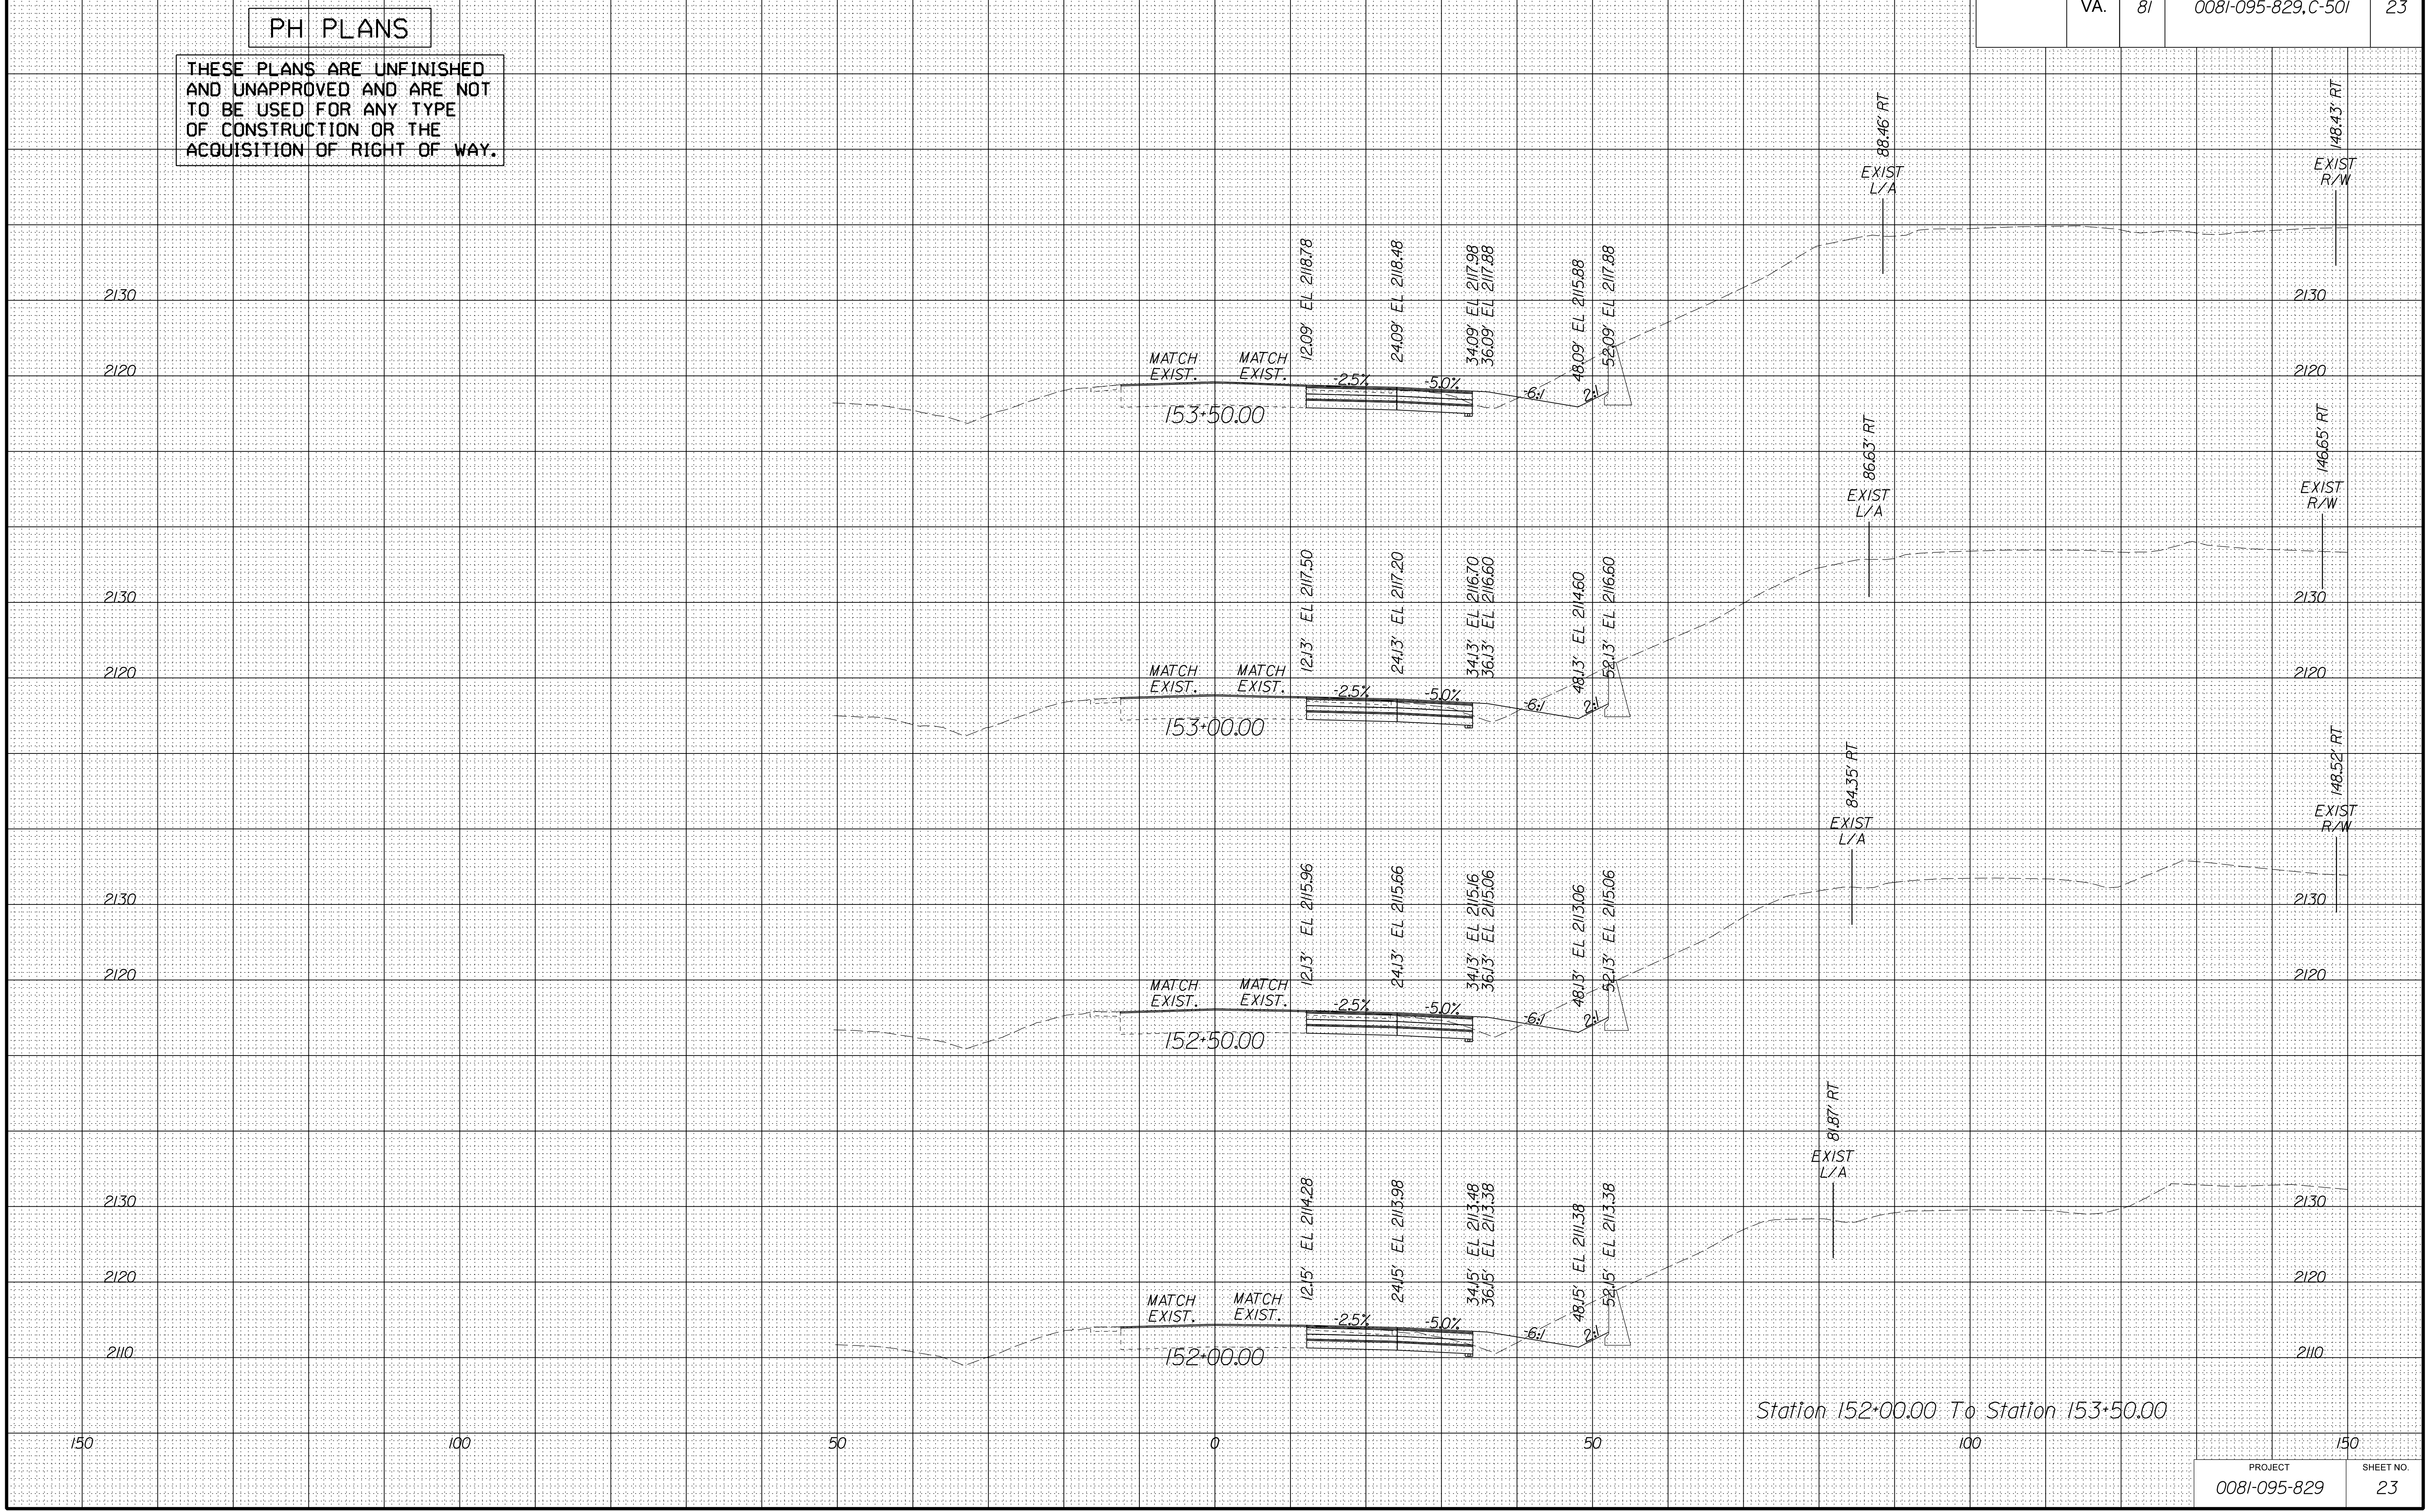 PH PLANS
THESE PLANS ARE UNFINISHED
AND UNAPPROVED AND ARE NOT
TO BE USED FOR ANY TYPE
OF CONSTRUCTION OR THE
ACQUISITION OF RIGHT OF WAY.
VA. 81 0081-095-829, C-501 23
88.46' RT
EXIST
L/A
148.43' RT
EXIST
R/W
12.09' EL 2118.78
24.09' EL 2118.48
34.09' EL 2117.98
36.09' EL 2117.88
48.09' EL 2115.88
52.09' EL 2117.88
2130 2130
2120 2120
MATCH
EXIST.
MATCH
EXIST.
-2.5% -5.0% -6:1 2:1
153+50.00
86.63' RT
EXIST
L/A
146.65' RT
EXIST
R/W
12.13' EL 2117.50
24.13' EL 2117.20
34.13' EL 2116.70
36.13' EL 2116.60
48.13' EL 2114.60
52.13' EL 2116.60
2130 2130
2120 2120
MATCH
EXIST.
MATCH
EXIST.
-2.5% -5.0% -6:1 2:1
153+00.00
84.35' RT
EXIST
L/A
148.52' RT
EXIST
R/W
12.13' EL 2115.96
24.13' EL 2115.66
34.13' EL 2115.16
36.13' EL 2115.06
48.13' EL 2113.06
52.13' EL 2115.06
2130 2130
2120 2120
MATCH
EXIST.
MATCH
EXIST.
-2.5% -5.0% -6:1 2:1
152+50.00
81.87' RT
EXIST
L/A
12.15' EL 2114.28
24.15' EL 2113.98
34.15' EL 2113.48
36.15' EL 2113.38
48.15' EL 2111.38
52.15' EL 2113.38
2130 2130
2120 2120
MATCH
EXIST.
MATCH
EXIST.
-2.5% -5.0% -6:1 2:1
2110 2110
152+00.00
Station 152+00.00 To Station 153+50.00
150 100 50 0 50 100 150
PROJECT SHEET NO.
0081-095-829 23